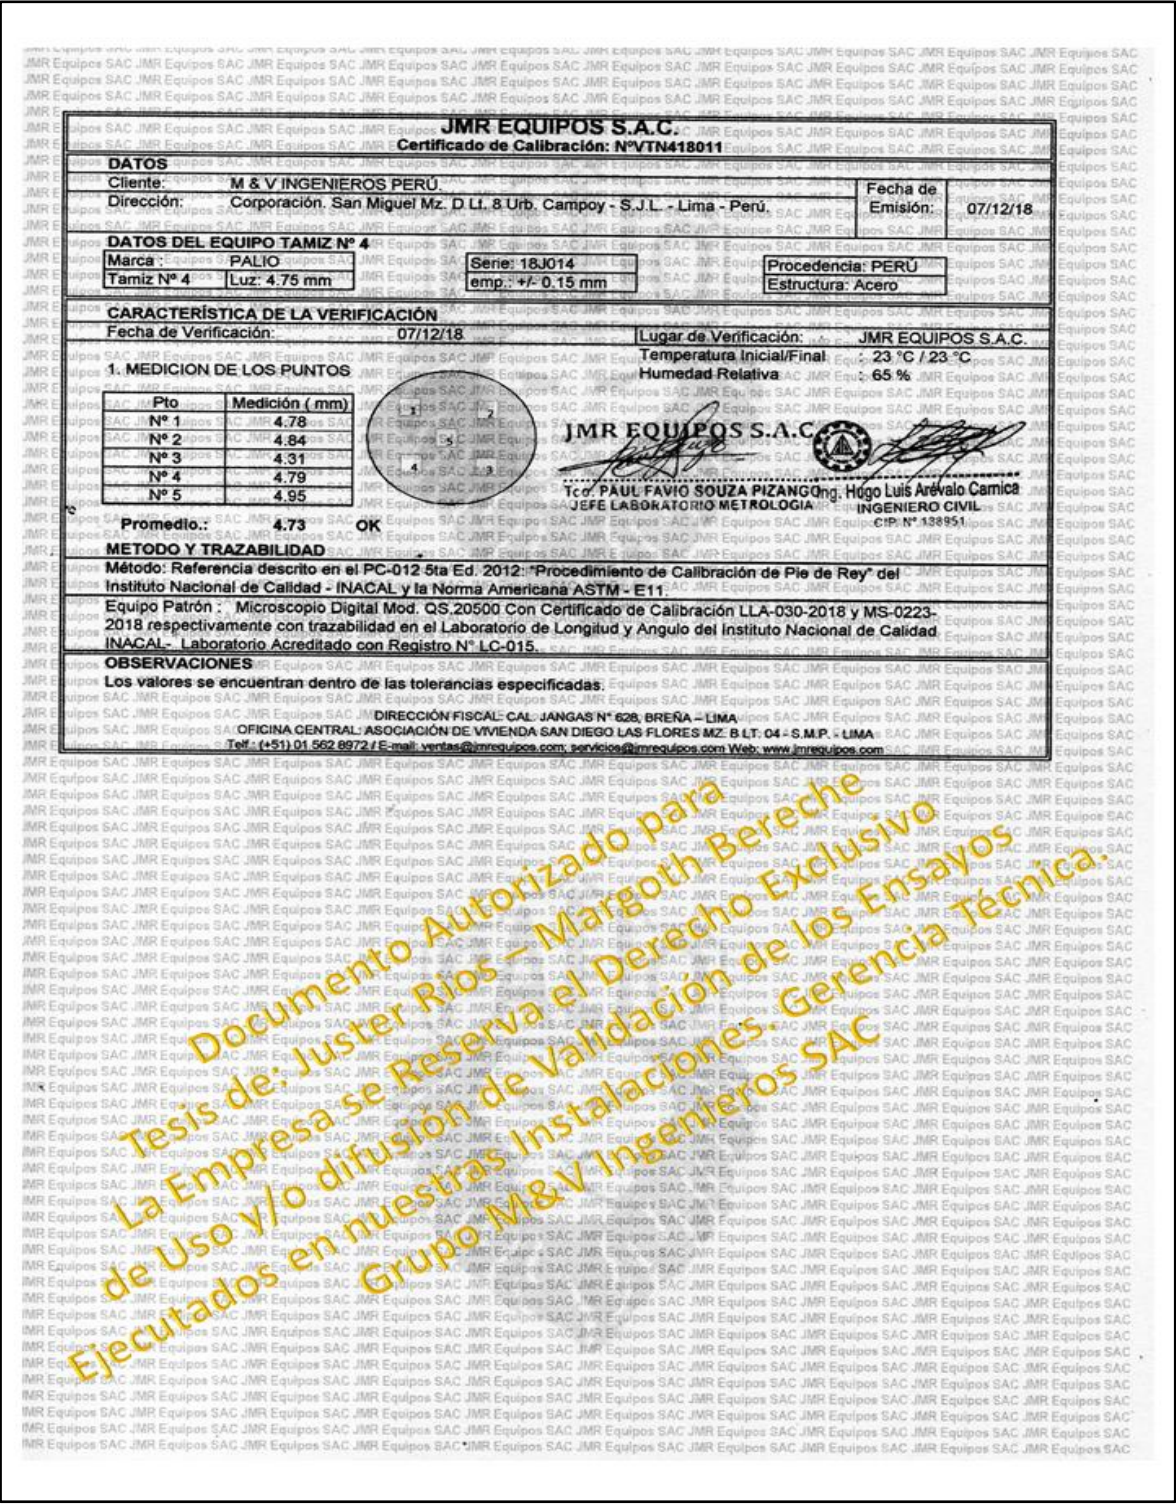 JMR EQUIPOS S.A.C.
Certificado de Calibración: NºVTN418011
DATOS
Cliente: M & V INGENIEROS PERÚ.
Dirección: Corporación. San Miguel Mz. D Lt. 8 Urb. Campoy - S.J.L. - Lima - Perú.
Fecha de
Emisión: 07/12/18
DATOS DEL EQUIPO TAMIZ Nº 4
Marca : PALIO Serie: 18J014 Procedencia: PERÚ
Tamiz Nº 4 Luz: 4.75 mm emp.: +/- 0.15 mm Estructura: Acero
CARACTERÍSTICA DE LA VERIFICACIÓN
Fecha de Verificación: 07/12/18 Lugar de Verificación: JMR EQUIPOS S.A.C.
Temperatura Inicial/Final : 23 °C / 23 °C
1. MEDICION DE LOS PUNTOS Humedad Relativa : 65 %
Pto Medición ( mm)
Nº 1 4.78
Nº 2 4.84
Nº 3 4.31
Nº 4 4.79
Nº 5 4.95
1 2
5
4 3
JMR EQUIPOS S.A.C
Tco. PAUL FAVIO SOUZA PIZANGO
JEFE LABORATORIO METROLOGIA
Ing. Hugo Luis Arévalo Carnica
INGENIERO CIVIL
CIP. Nº 138951
Promedio.: 4.73 OK
METODO Y TRAZABILIDAD
Método: Referencia descrito en el PC-012 5ta Ed. 2012: "Procedimiento de Calibración de Pie de Rey" del
Instituto Nacional de Calidad - INACAL y la Norma Americana ASTM - E11.
Equipo Patrón : Microscopio Digital Mod. QS.20500 Con Certificado de Calibración LLA-030-2018 y MS-0223-
2018 respectivamente con trazabilidad en el Laboratorio de Longitud y Angulo del Instituto Nacional de Calidad
INACAL- Laboratorio Acreditado con Registro N° LC-015.
OBSERVACIONES
Los valores se encuentran dentro de las tolerancias especificadas.
DIRECCIÓN FISCAL: CAL. JANGAS N° 628, BREÑA – LIMA
OFICINA CENTRAL: ASOCIACIÓN DE VIVIENDA SAN DIEGO LAS FLORES MZ. B LT. 04 - S.M.P. - LIMA
Telf.: (+51) 01 562 8972 / E-mail: ventas@jmrequipos.com; servicios@jmrequipos.com Web: www.jmrequipos.com
Documento Autorizado para
Tesis de: Juster Rios – Margoth Bereche
La Empresa se Reserva el Derecho Exclusivo
de Uso y/o difusion de Validación de los Ensayos
Ejecutados en nuestras Instalaciones. Gerencia Técnica.
Grupo M&V Ingenieros SAC